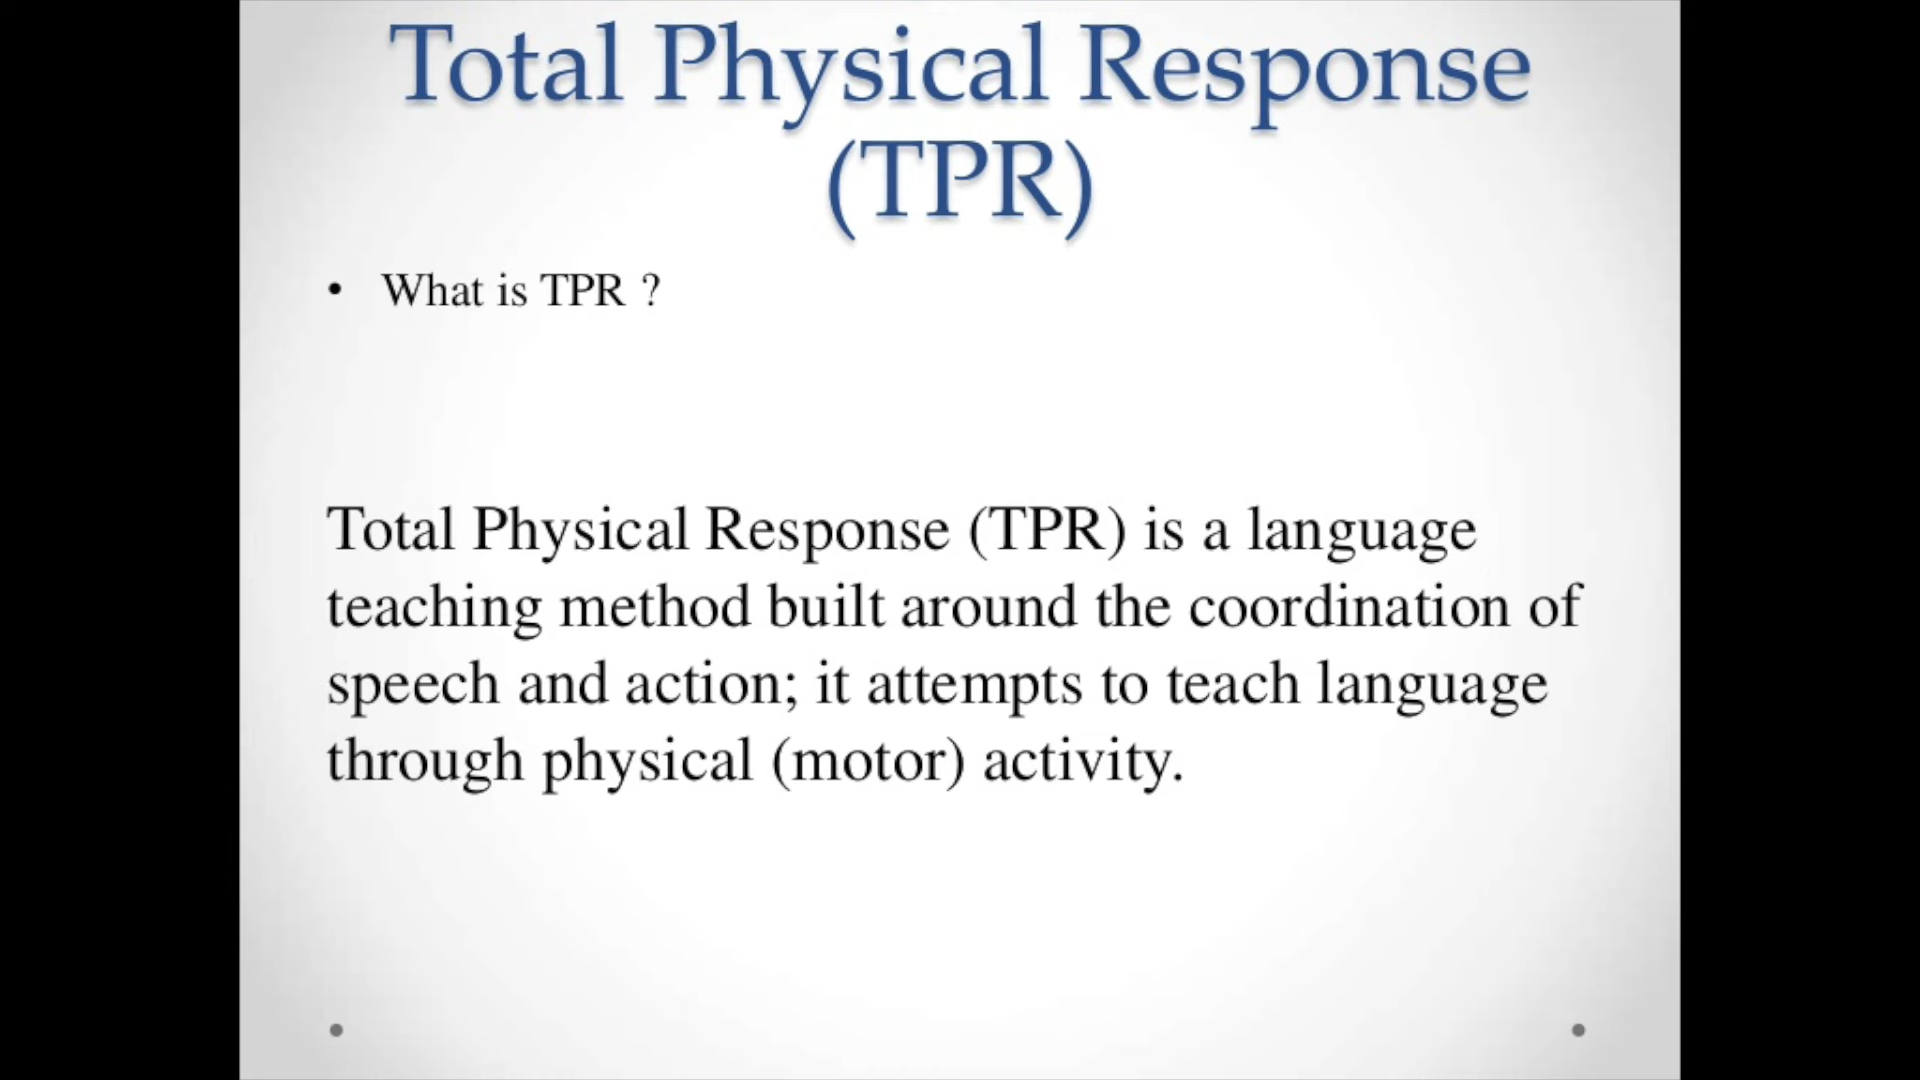 Total Physical Response
(TPR)
• What is TPR ?
Total Physical Response (TPR) is a language
teaching method built around the coordination of
speech and action; it attempts to teach language
through physical (motor) activity.